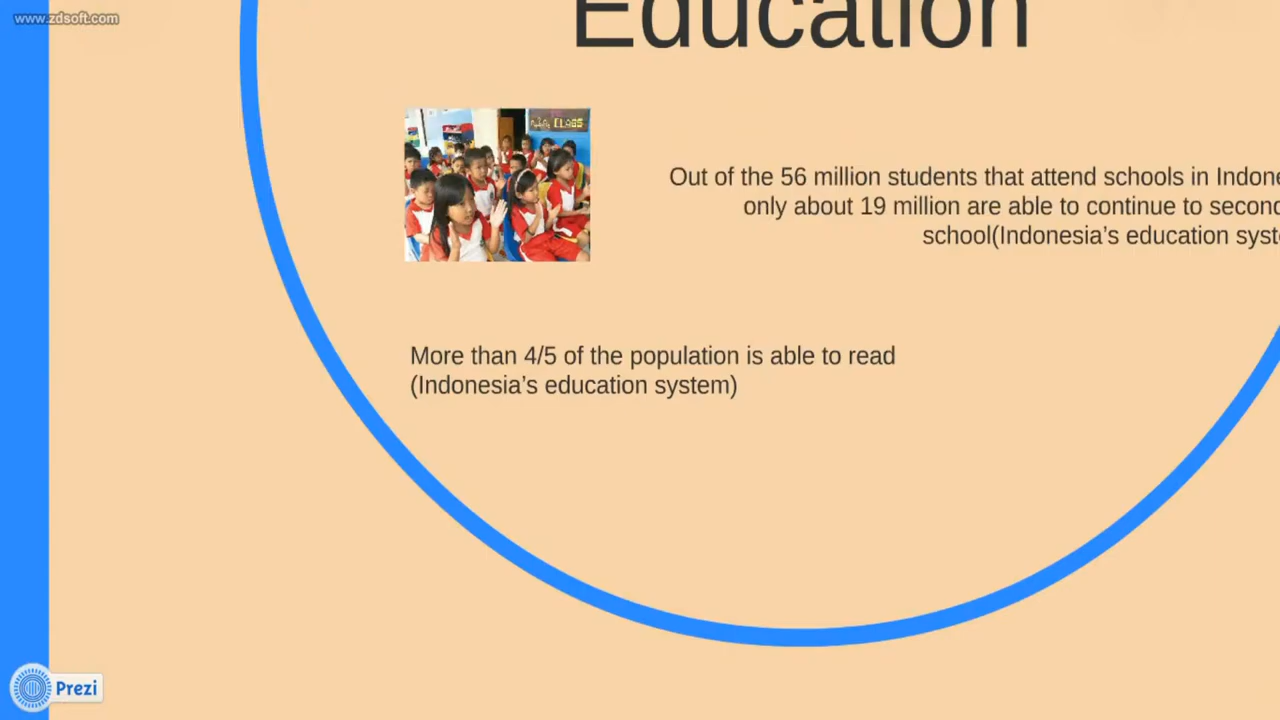 www.zdsoft.com
Education
CLASS
Out of the 56 million students that attend schools in Indone
only about 19 million are able to continue to second
school(Indonesia’s education syste
More than 4/5 of the population is able to read
(Indonesia’s education system)
Prezi